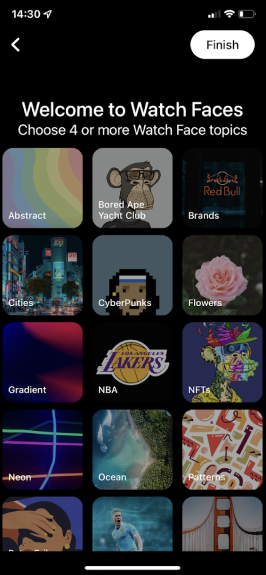 14:30
Finish
Welcome to Watch Faces
Choose 4 or more Watch Face topics
Abstract
Bored Ape
Yacht Club
Red Bull
Brands
Cities
CyberPunks
Flowers
Gradient
LOS ANGELES
LAKERS
NBA
NFTs
Neon
Ocean
Patterns